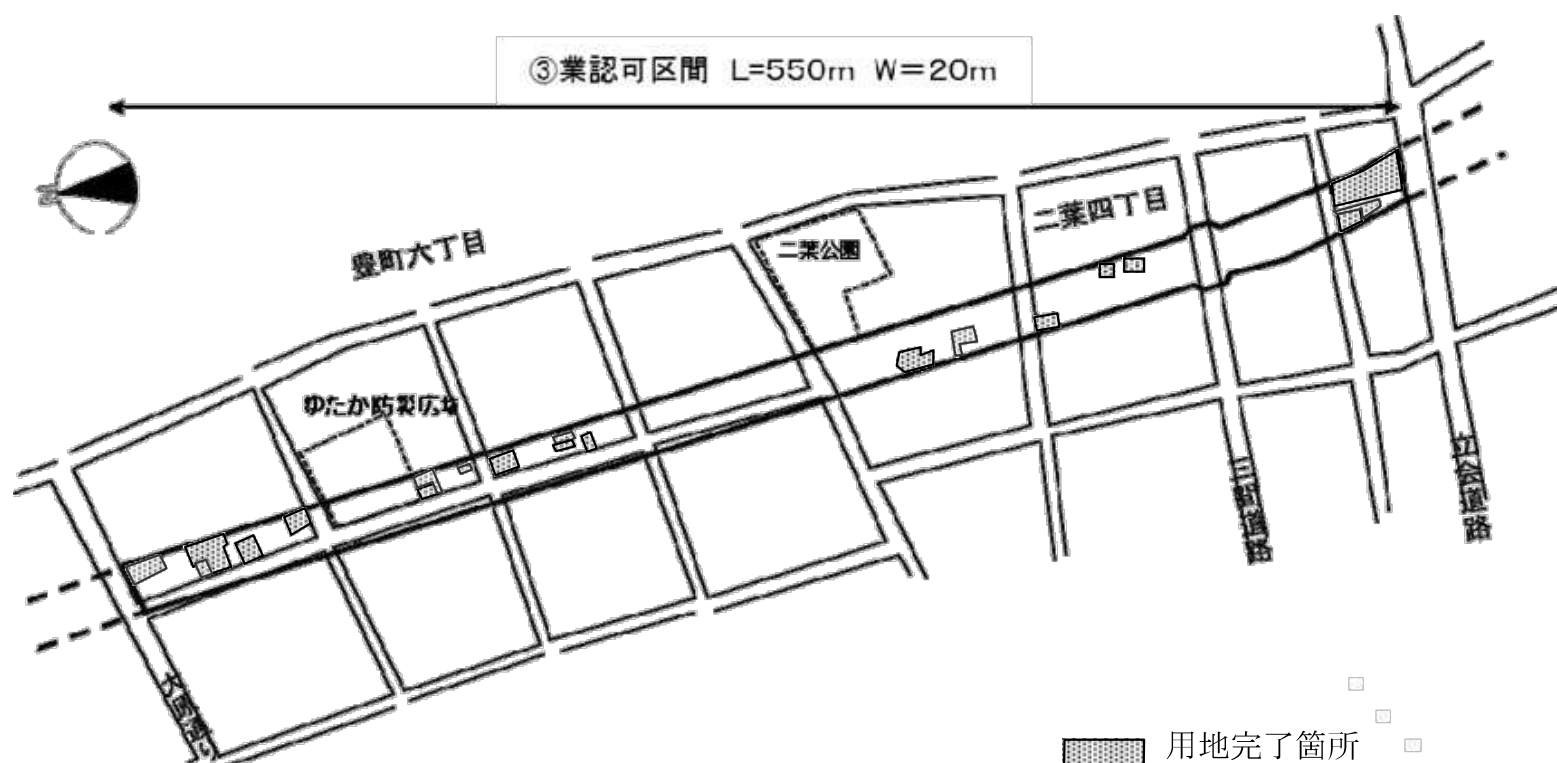 ③業認可区間 L=550m W=20m
豊町六丁目
二葉公園
二葉四丁目
ゆたか防災広場
三間道路
立会道路
用地完了箇所